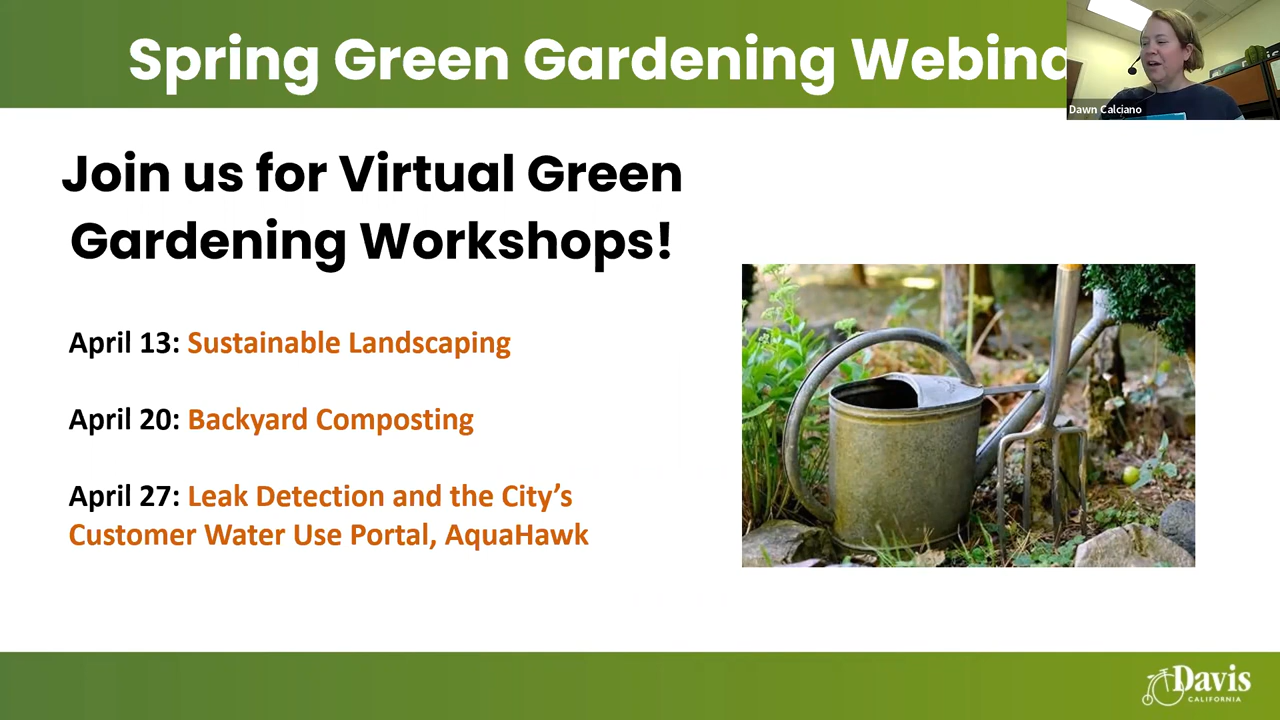 Spring Green Gardening Webina
Dawn Calciano
Join us for Virtual Green
Gardening Workshops!
April 13: Sustainable Landscaping
April 20: Backyard Composting
April 27: Leak Detection and the City’s
Customer Water Use Portal, AquaHawk
Davis
CALIFORNIA